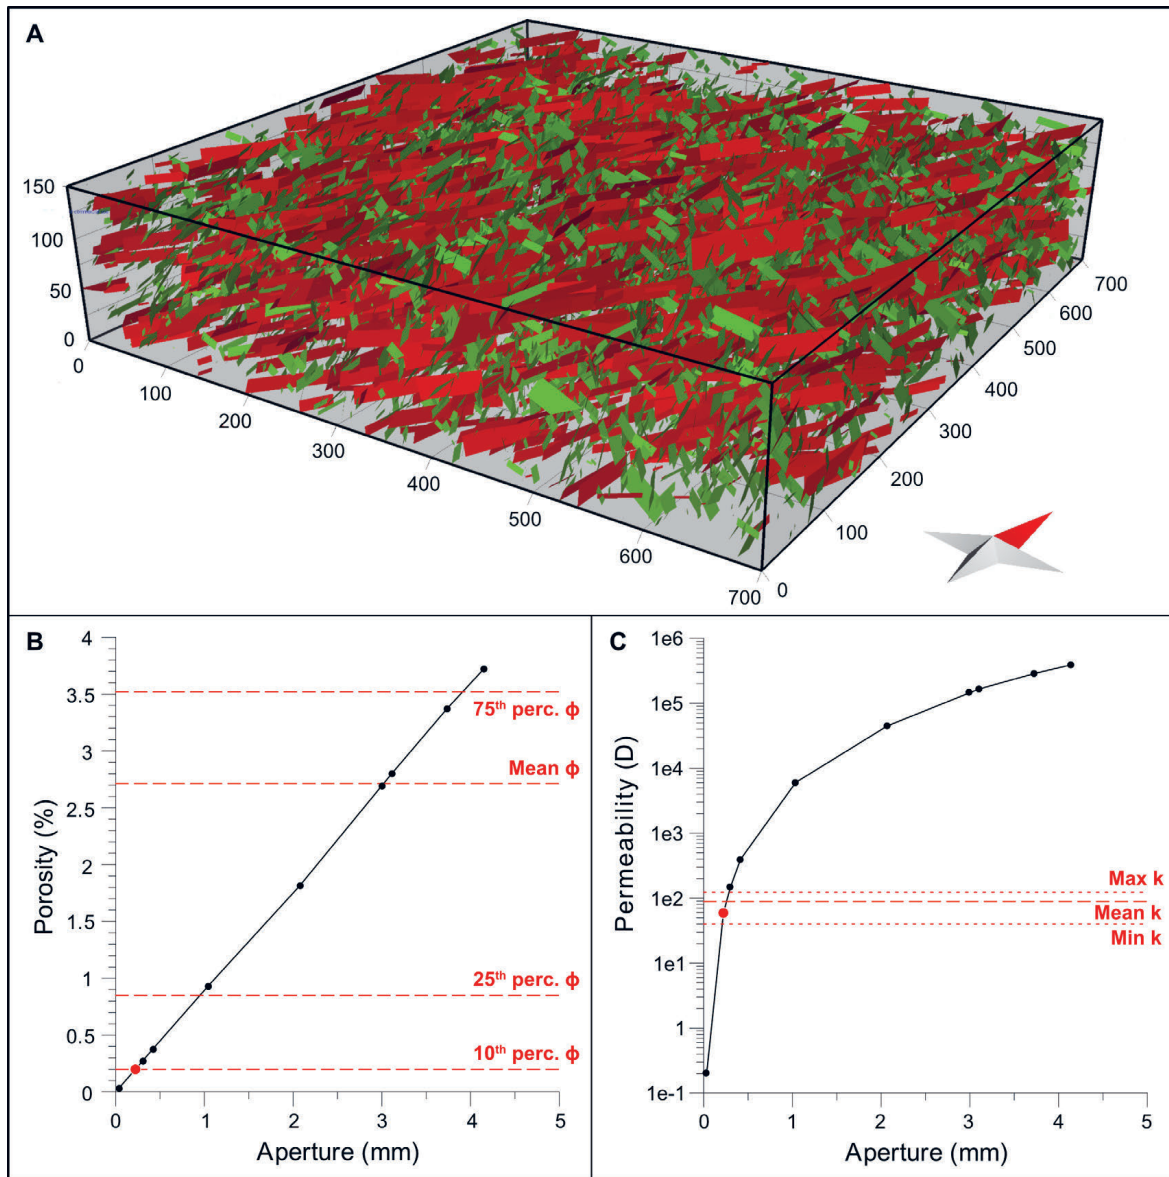 A
150
100
50
0
0
100
200
300
400
500
600
700
0
100
200
300
400
500
600
700
B
4
3.5
3
2.5
2
1.5
1
0.5
0
Porosity (%)
75th perc. ϕ
Mean ϕ
25th perc. ϕ
10th perc. ϕ
0 1 2 3 4 5
Aperture (mm)
C
1e6
1e5
1e4
1e3
1e2
10
1
1e-1
Permeability (D)
Max k
Mean k
Min k
0 1 2 3 4 5
Aperture (mm)